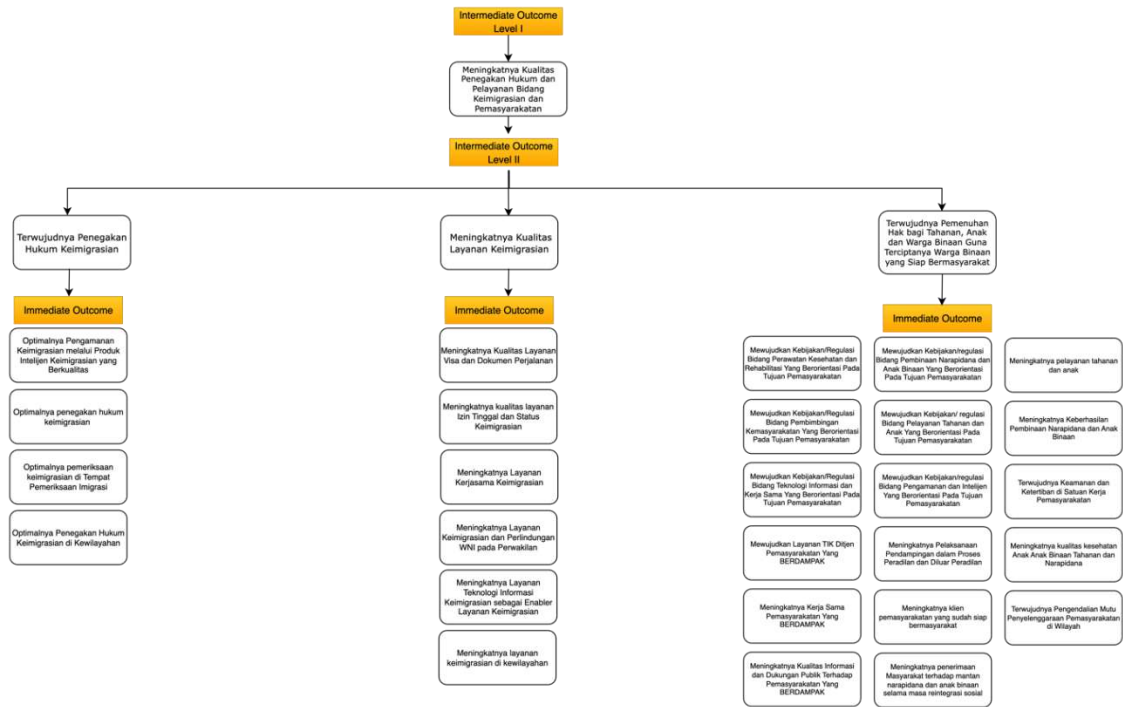 Intermediate Outcome
Level I
Meningkatnya Kualitas
Penegakan Hukum dan
Pelayanan Bidang
Keimigrasian dan
Pemasyarakatan
Intermediate Outcome
Level II
Terwujudnya Penegakan
Hukum Keimigrasian
Meningkatnya Kualitas
Layanan Keimigrasian
Terwujudnya Pemenuhan
Hak bagi Tahanan, Anak
dan Warga Binaan Guna
Terciptanya Warga Binaan
yang Siap Bermasyarakat
Immediate Outcome
Optimalnya Pengamanan
Keimigrasian melalui Produk
Intelijen Keimigrasian yang
Berkualitas
Optimalnya penegakan hukum
keimigrasian
Optimalnya pemeriksaan
keimigrasian di Tempat
Pemeriksaan Imigrasi
Optimalnya Penegakan Hukum
Keimigrasian di Kewilayahan
Immediate Outcome
Meningkatnya Kualitas Layanan
Visa dan Dokumen Perjalanan
Meningkatnya kualitas layanan
Izin Tinggal dan Status
Keimigrasian
Meningkatnya Layanan
Kerjasama Keimigrasian
Meningkatnya Layanan
Keimigrasian dan Perlindungan
WNI pada Perwakilan
Meningkatnya Layanan
Teknologi Informasi
Keimigrasian sebagai Enabler
Layanan Keimigrasian
Meningkatnya layanan
keimigrasian di kewilayahan
Immediate Outcome
Mewujudkan Kebijakan/Regulasi
Bidang Perawatan Kesehatan dan
Rehabilitasi Yang Berorientasi Pada
Tujuan Pemasyarakatan
Mewujudkan Kebijakan/regulasi
Bidang Pembinaan Narapidana dan
Anak Binaan Yang Berorientasi Pada
Tujuan Pemasyarakatan
Meningkatnya pelayanan tahanan
dan anak
Mewujudkan Kebijakan/Regulasi
Bidang Pembimbingan
Kemasyarakatan Yang Berorientasi
Pada Tujuan Pemasyarakatan
Mewujudkan Kebijakan/ regulasi
Bidang Pelayanan Tahanan dan
Anak Yang Berorientasi Pada
Tujuan Pemasyarakatan
Meningkatnya Keberhasilan
Pembinaan Narapidana dan Anak
Binaan
Mewujudkan Kebijakan/Regulasi
Bidang Teknologi Informasi dan
Kerja Sama Yang Berorientasi Pada
Tujuan Pemasyarakatan
Mewujudkan Kebijakan/regulasi
Bidang Pengamanan dan Intelijen
Yang Berorientasi Pada Tujuan
Pemasyarakatan
Terwujudnya Keamanan dan
Ketertiban di Satuan Kerja
Pemasyarakatan
Mewujudkan Layanan TIK Ditjen
Pemasyarakatan Yang
BERDAMPAK
Meningkatnya Pelaksanaan
Pendampingan dalam Proses
Peradilan dan Diluar Peradilan
Meningkatnya kualitas kesehatan
Anak Anak Binaan Tahanan dan
Narapidana
Meningkatnya Kerja Sama
Pemasyarakatan Yang
BERDAMPAK
Meningkatnya klien
pemasyarakatan yang sudah siap
bermasyarakat
Terwujudnya Pengendalian Mutu
Penyelenggaraan Pemasyarakatan
di Wilayah
Meningkatnya Kualitas Informasi
dan Dukungan Publik Terhadap
Pemasyarakatan Yang
BERDAMPAK
Meningkatnya penerimaan
Masyarakat terhadap mantan
narapidana dan anak binaan
selama masa reintegrasi sosial